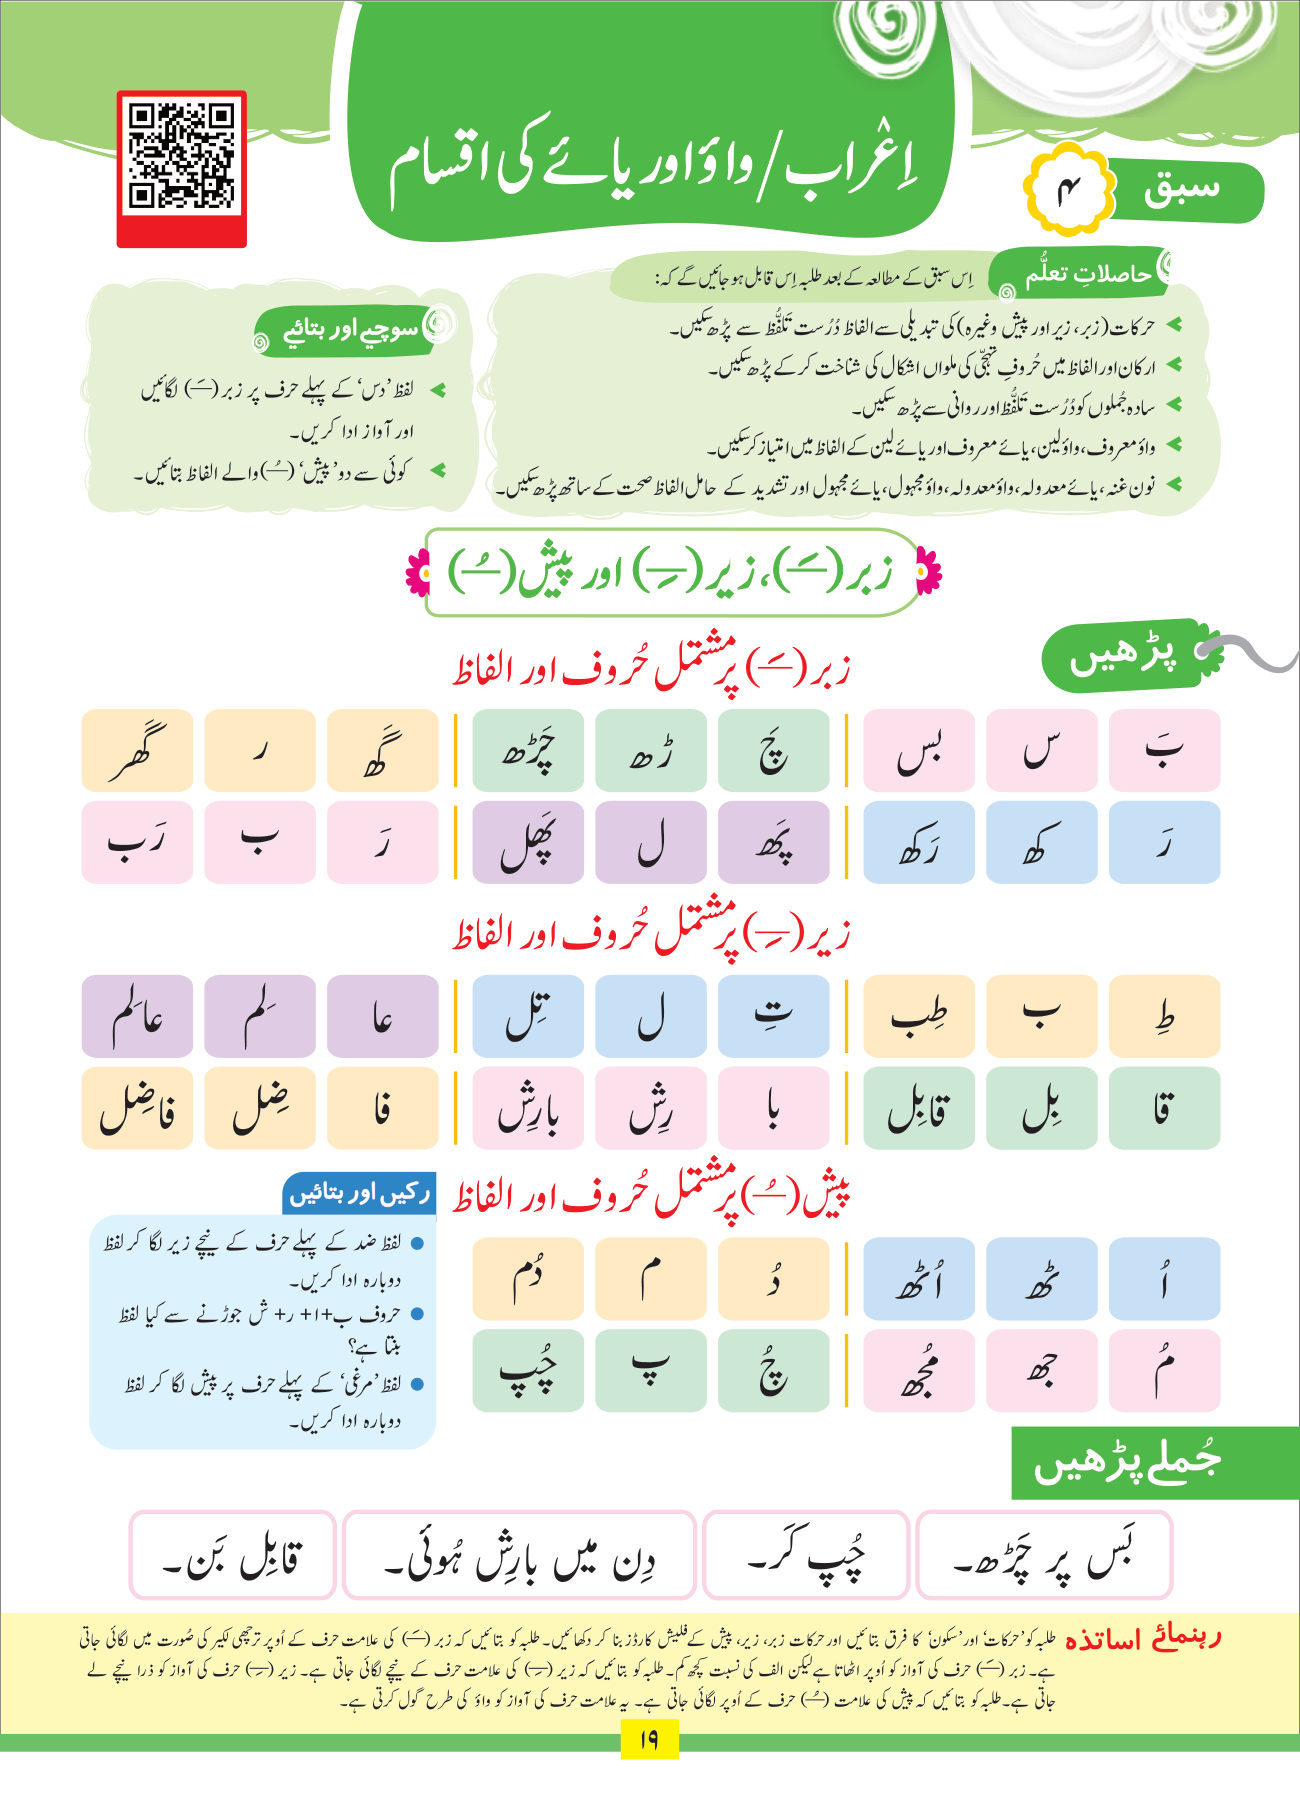 سبق ۴
اِعْراب/ واؤ اور یائے کی اقسام
حاصلاتِ تعلُّم
اِس سبق کے مطالعہ کے بعد طلبہ اِس قابل ہو جائیں گے کہ:
حرکات (زبر، زیر اور پیش وغیرہ) کی تبدیلی سے الفاظ دُرُست تَلَفُّظ سے پڑھ سکیں۔
ارکان اور الفاظ میں حُروفِ تہجّی کی ملواں اشکال کی شناخت کر کے پڑھ سکیں۔
سادہ جُملوں کو دُرُست تَلَفُّظ اور روانی سے پڑھ سکیں۔
واؤ معروف، واؤ لین، یائے معروف اور یائے لین کے الفاظ میں امتیاز کر سکیں۔
نون غنہ، یائے معدولہ، واؤ معدولہ، واؤ مجہول، یائے مجہول اور تشدید کے حامل الفاظ صحت کے ساتھ پڑھ سکیں۔
سوچیے اور بتائیے
لفظ ’دس‘ کے پہلے حرف پر زبر (ـَ) لگائیں
اور آواز ادا کریں۔
کوئی سے دو ’پیش‘ (ـُ) والے الفاظ بتائیں۔
زبر (ـَ)، زیر (ـِ) اور پیش (ـُ)
پڑھیں
زبر (ـَ) پر مشتمل حُروف اور الفاظ
بَ س بس چَ ڑھ چَڑھ گَھ ر گَھر
رَ کھ رَکھ پَھ ل پَھل رَ ب رَب
زیر (ـِ) پر مشتمل حُروف اور الفاظ
طِ ب طِب تِ ل تِل عا لِم عالِم
قا بِل قابِل با رِش بارِش فا ضِل فاضِل
پیش (ـُ) پر مشتمل حُروف اور الفاظ
اُ ٹھ اُٹھ دُ م دُم
مُ جھ مُجھ چُ پ چُپ
رکیں اور بتائیں
لفظ ضد کے پہلے حرف کے نیچے زیر لگا کر لفظ
دوبارہ ادا کریں۔
حروف ب+ا+ ر+ ش جوڑنے سے کیا لفظ
بنتا ہے؟
لفظ ’مرغی‘ کے پہلے حرف پر پیش لگا کر لفظ
دوبارہ ادا کریں۔
جُملے پڑھیں
بَس پر چَڑھ۔ چُپ کَر۔ دِن میں بارِش ہُوئی۔ قابِل بَن۔
رہنمائے اساتذہ طلبہ کو ’حرکات‘ اور ’سکون‘ کا فرق بتائیں اور حرکات زبر، زیر، پیش کے فلیش کارڈز بنا کر دکھائیں۔ طلبہ کو بتائیں کہ زبر (ـَ) کی علامت حرف کے اُوپر ترچھی لکیر کی صُورت میں لگائی جاتی
ہے۔ زبر (ـَ) حرف کی آواز کو اُوپر اٹھاتا ہے لیکن الف کی نسبت کچھ کم۔ طلبہ کو بتائیں کہ زیر (ـِ) کی علامت حرف کے نیچے لگائی جاتی ہے۔ زیر (ـِ) حرف کی آواز کو ذرا نیچے لے
جاتی ہے۔ طلبہ کو بتائیں کہ پیش کی علامت (ـُ) حرف کے اُوپر لگائی جاتی ہے۔ یہ علامت حرف کی آواز کو واؤ کی طرح گول کرتی ہے۔
۱۹